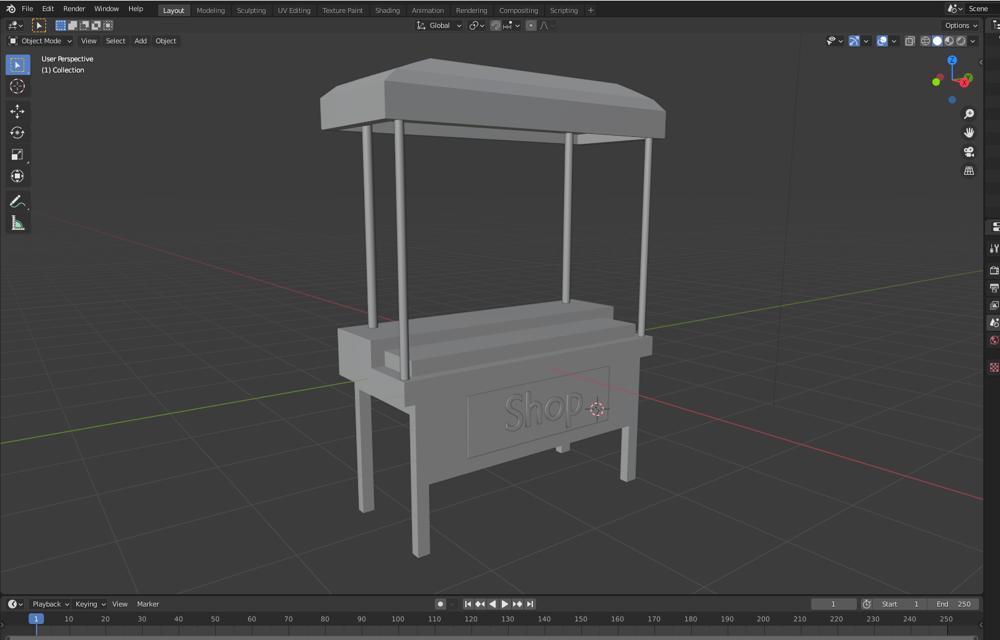 File Edit Render Window Help Layout Modeling Sculpting UV Editing Texture Paint Shading Animation Rendering Compositing Scripting + Scene
Global Options
Object Mode View Select Add Object
User Perspective
(1) Collection
Z
Y
X
Shop
Playback Keying View Marker 1 Start 1 End 250
1 10 20 30 40 50 60 70 80 90 100 110 120 130 140 150 160 170 180 190 200 210 220 230 240 250